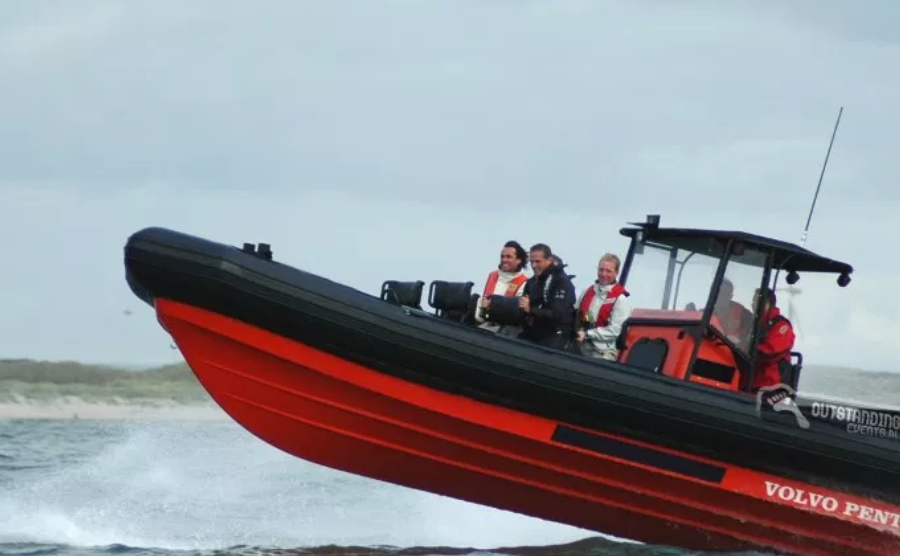 OUTSTANDING
EVENTS.NL
VOLVO PENT